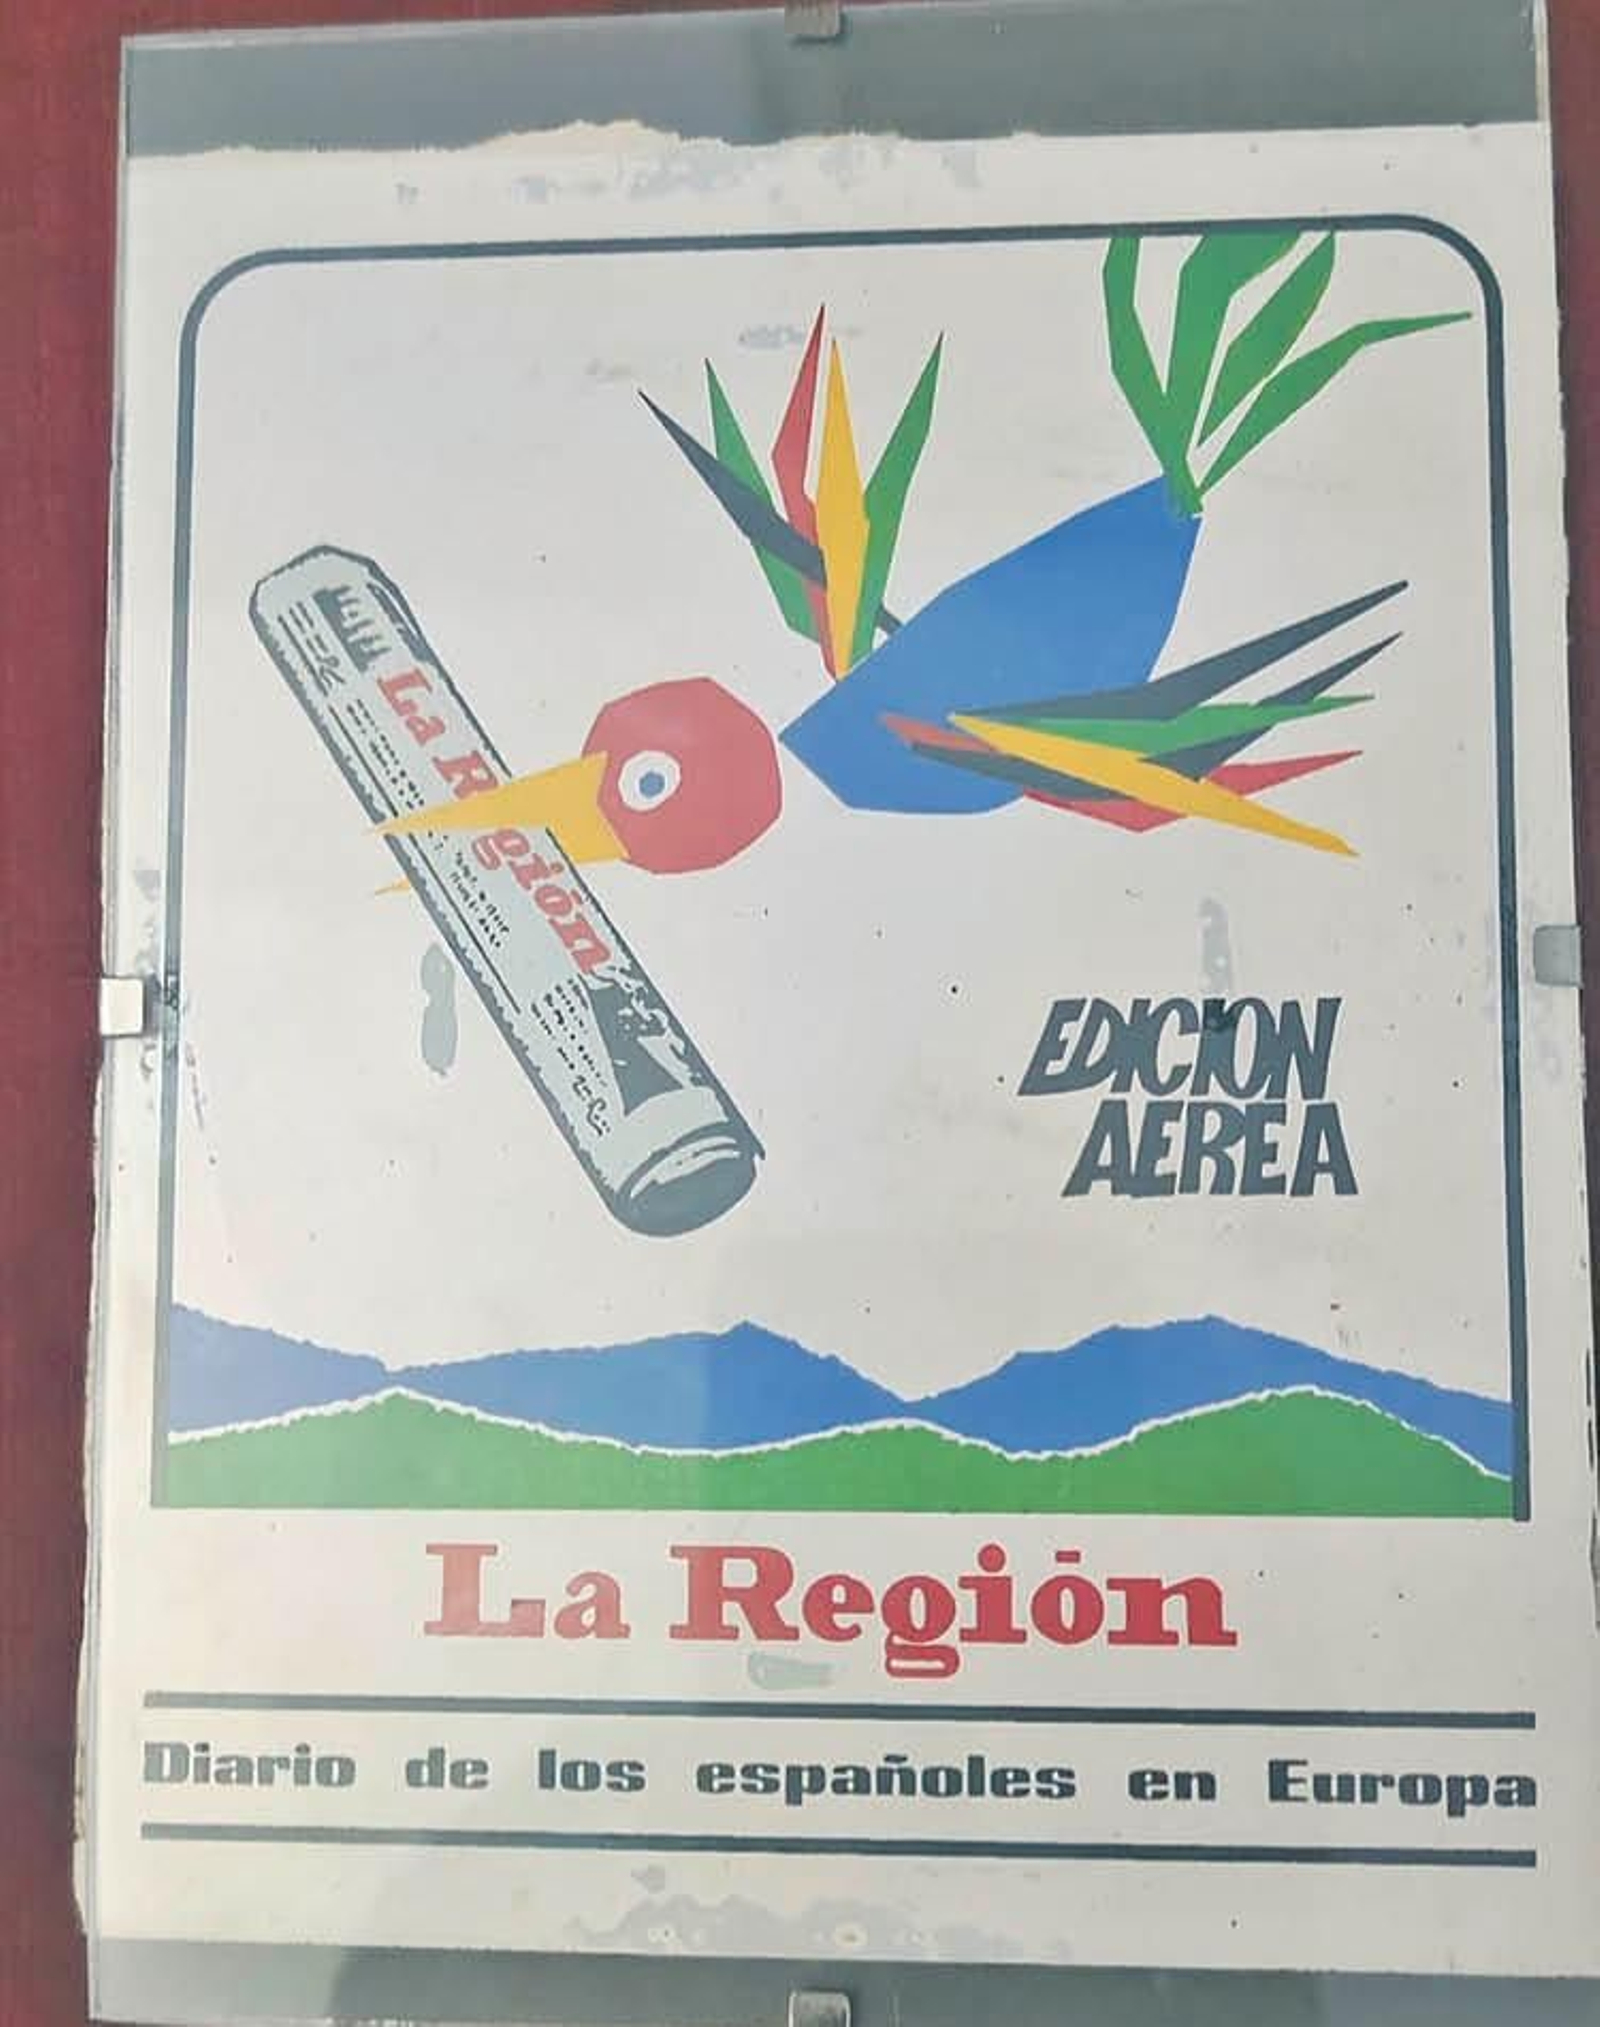 La Región
EDICION
AEREA
La Región
Diario de los españoles en Europa